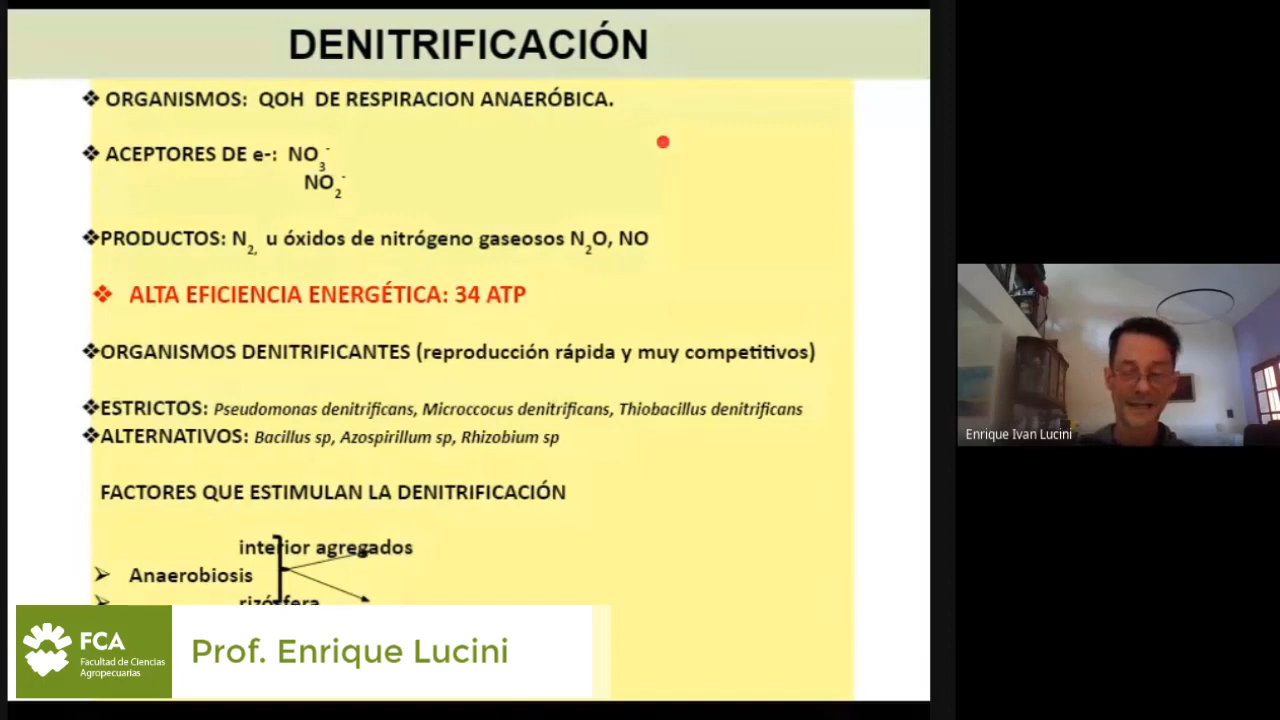 DENITRIFICACIÓN
❖ ORGANISMOS: QOH DE RESPIRACION ANAERÓBICA.
❖ ACEPTORES DE e-: NO₃⁻
NO₂⁻
❖PRODUCTOS: N₂, u óxidos de nitrógeno gaseosos N₂O, NO
❖ ALTA EFICIENCIA ENERGÉTICA: 34 ATP
❖ORGANISMOS DENITRIFICANTES (reproducción rápida y muy competitivos)
❖ESTRICTOS: Pseudomonas denitrificans, Microccocus denitrificans, Thiobacillus denitrificans
❖ALTERNATIVOS: Bacillus sp, Azospirillum sp, Rhizobium sp
FACTORES QUE ESTIMULAN LA DENITRIFICACIÓN
interior agregados
➢ Anaerobiosis
➢ rizósfera
FCA
Facultad de Ciencias
Agropecuarias
Prof. Enrique Lucini
Enrique Ivan Lucini